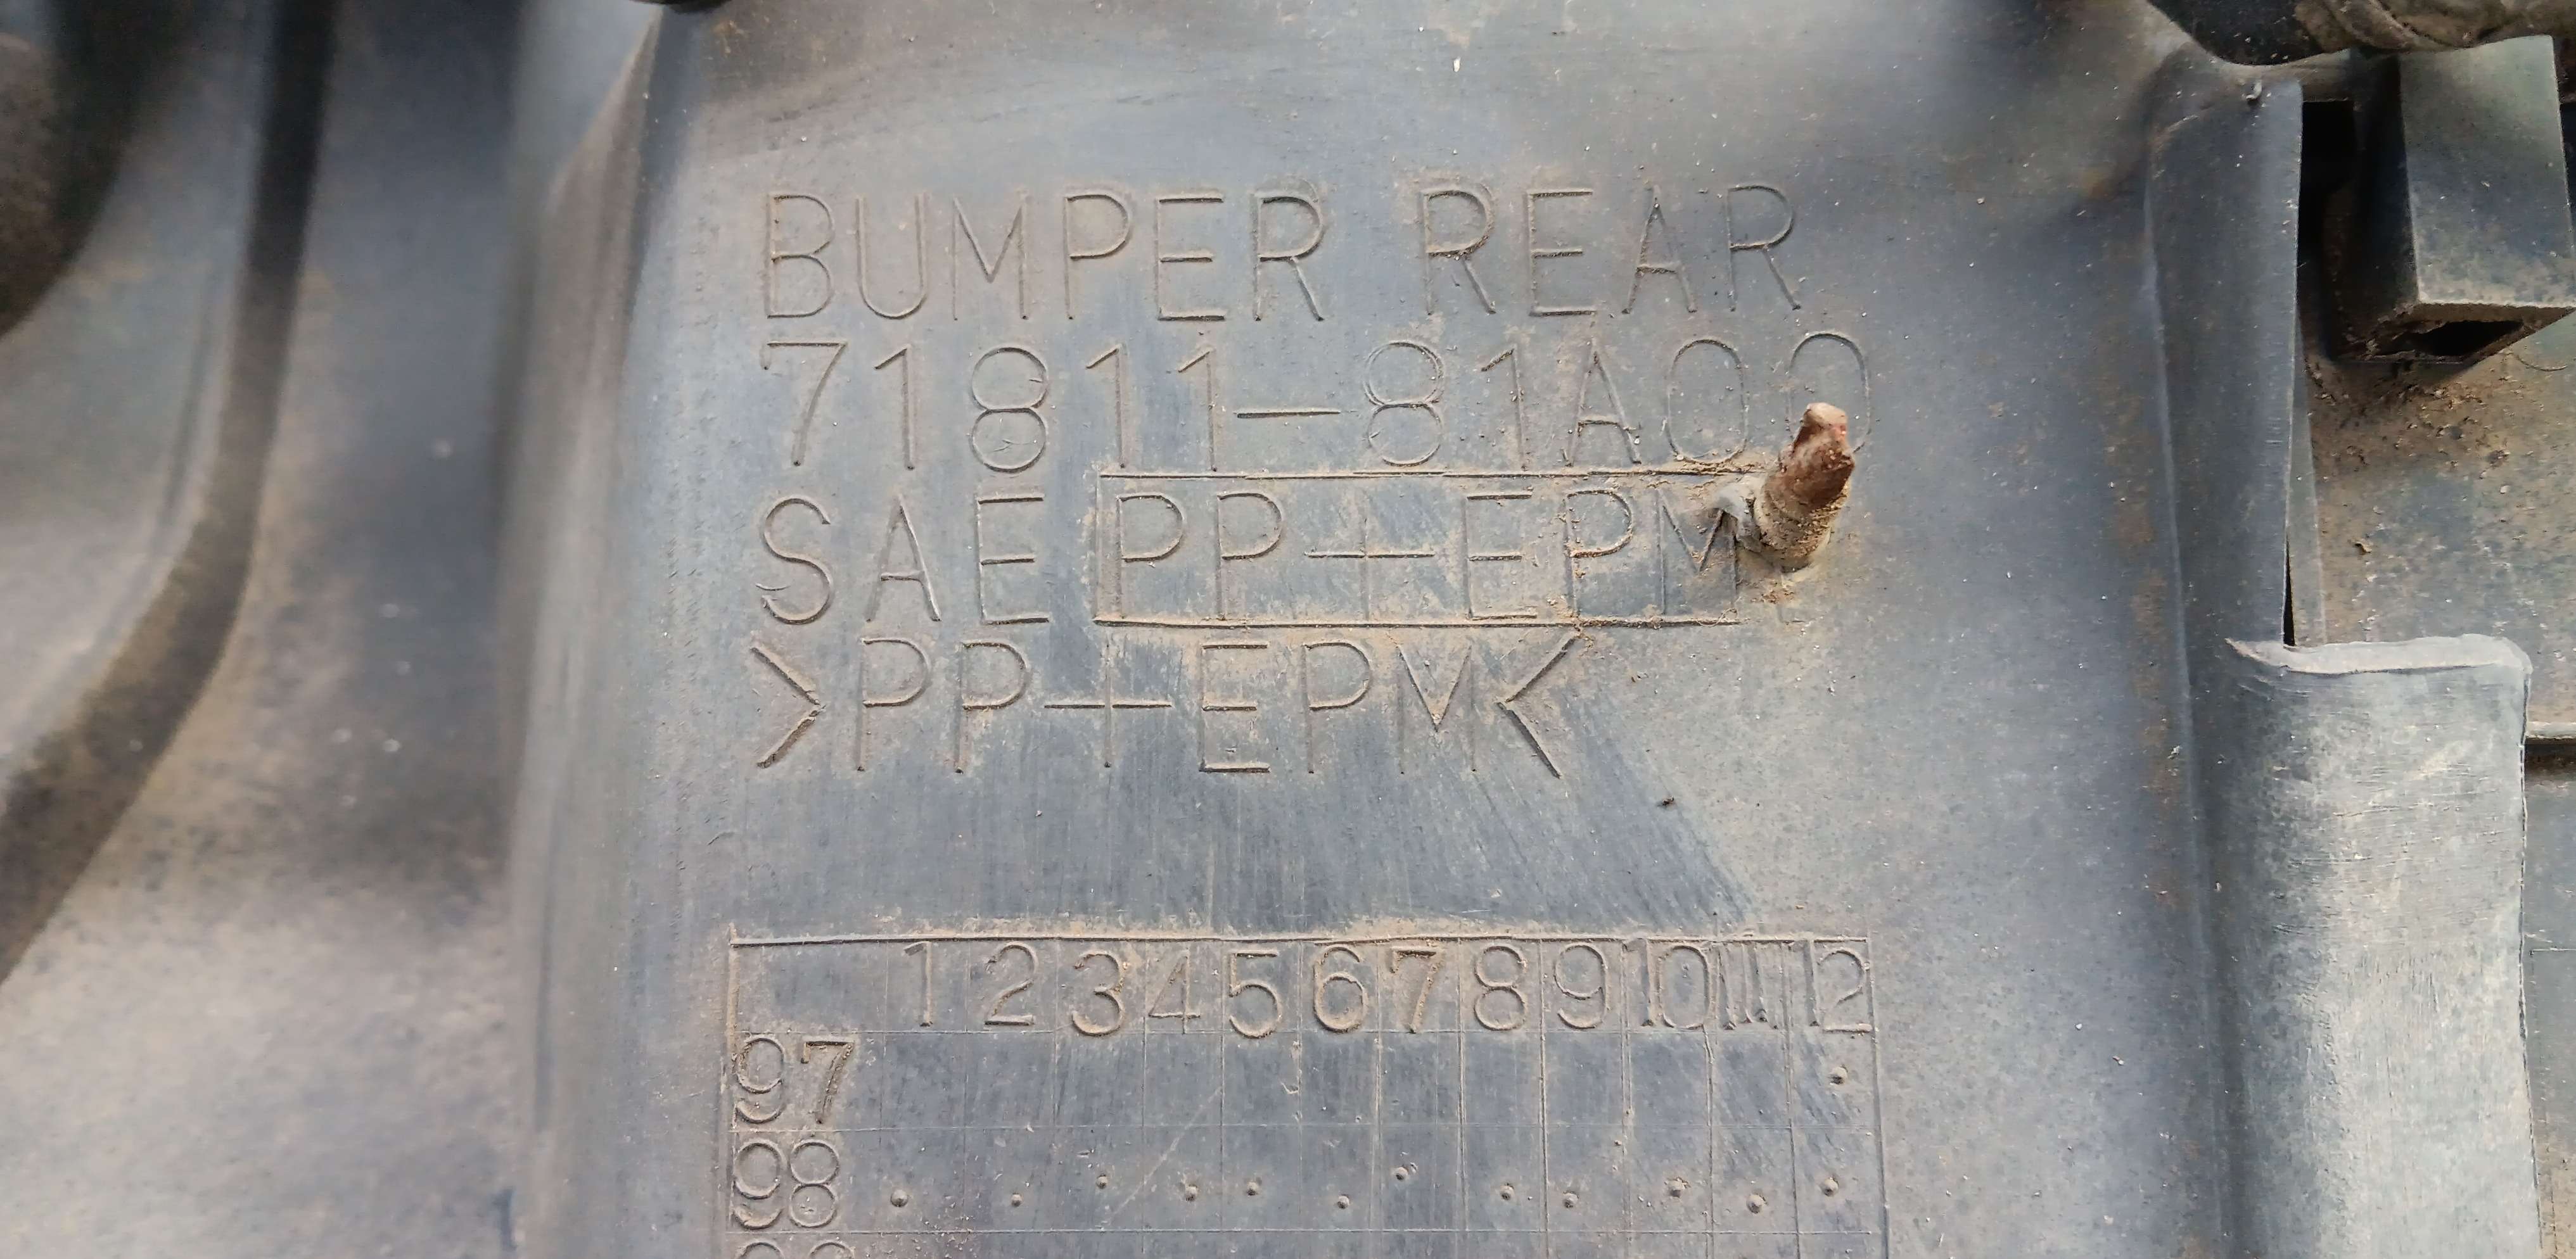 BUMPER REAR
71811-81A00
SAE PP+EPM
>PP+EPM<
1 2 3 4 5 6 7 8 9 10 11 12
97
98